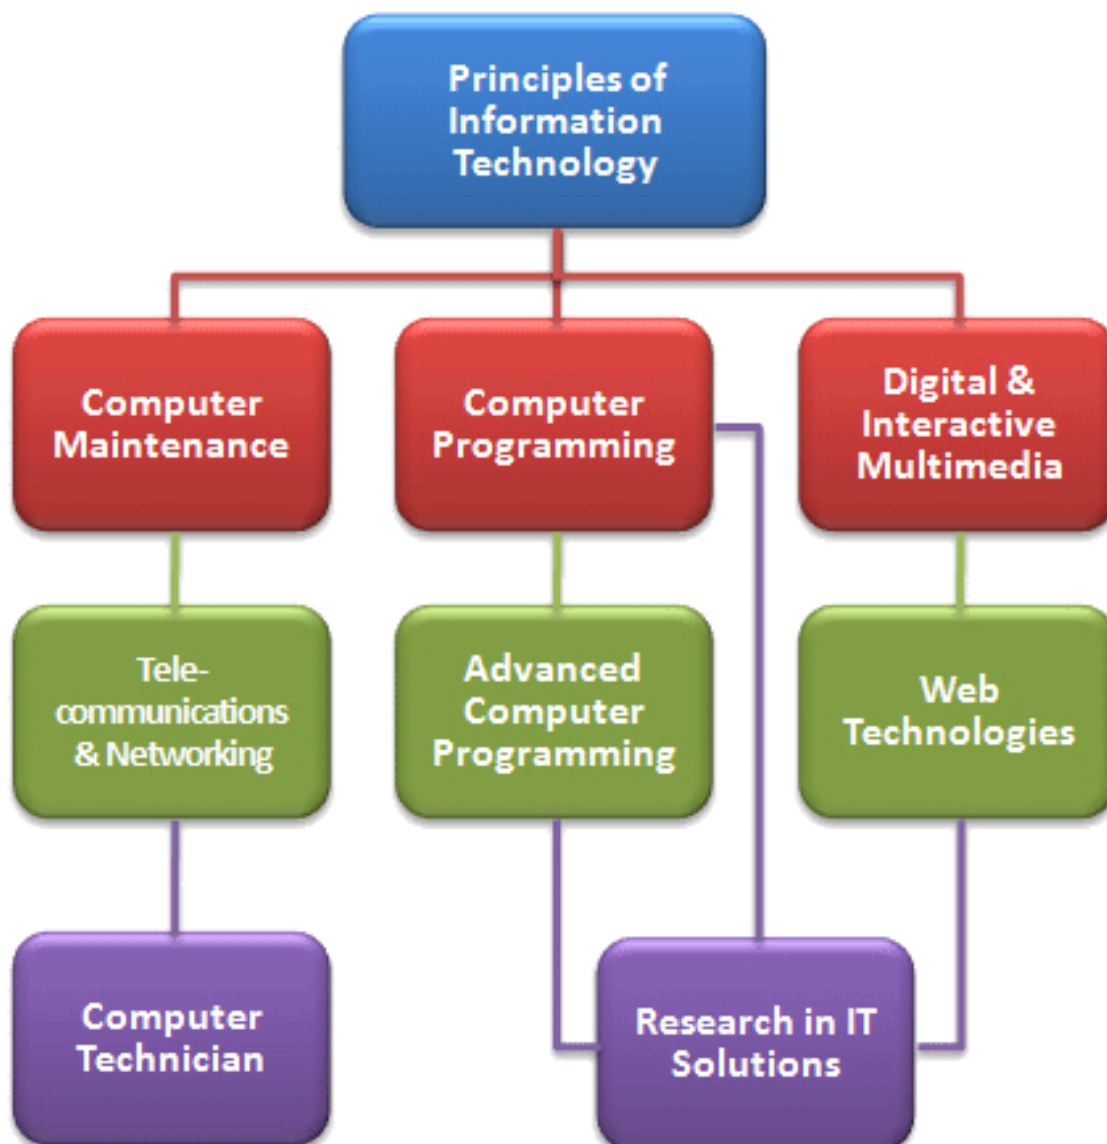 Principles of
Information
Technology
Computer
Maintenance
Computer
Programming
Digital &
Interactive
Multimedia
Tele-
communications
& Networking
Advanced
Computer
Programming
Web
Technologies
Computer
Technician
Research in IT
Solutions